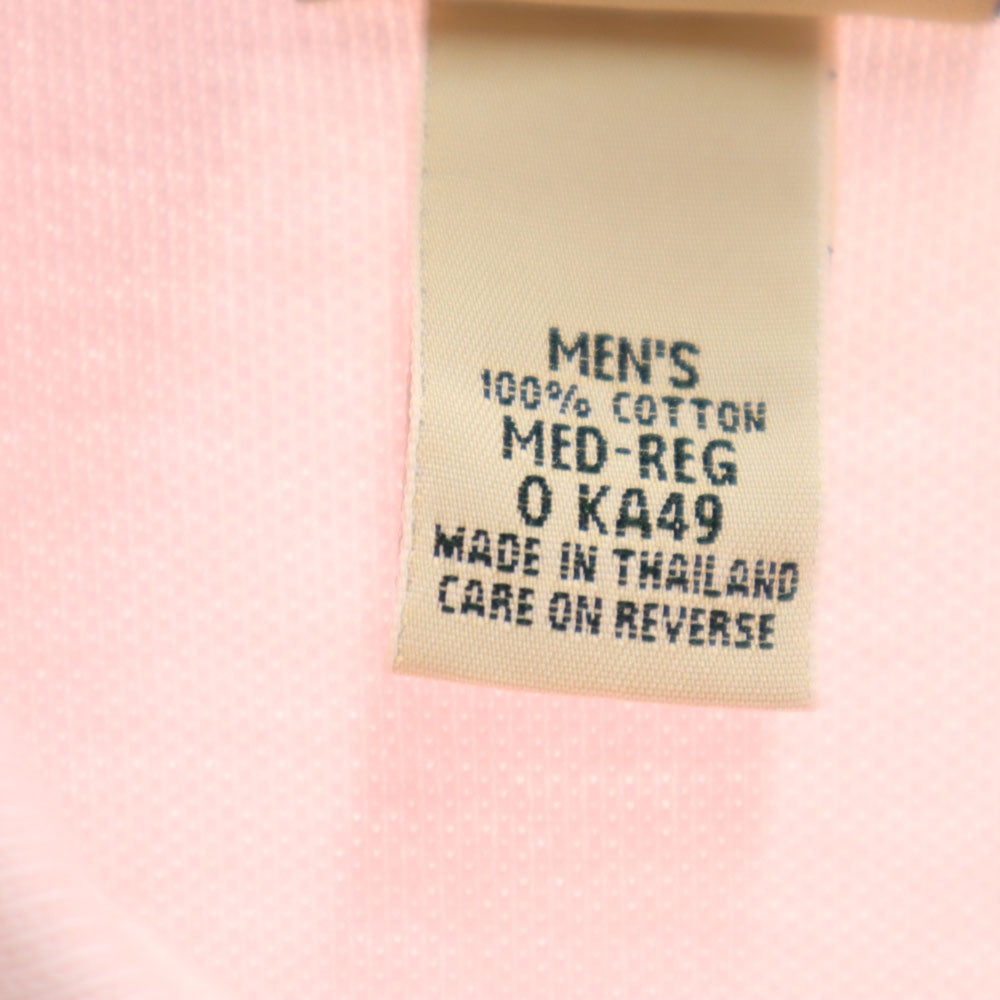 MEN'S
100% COTTON
MED-REG
0 KA49
MADE IN THAILAND
CARE ON REVERSE